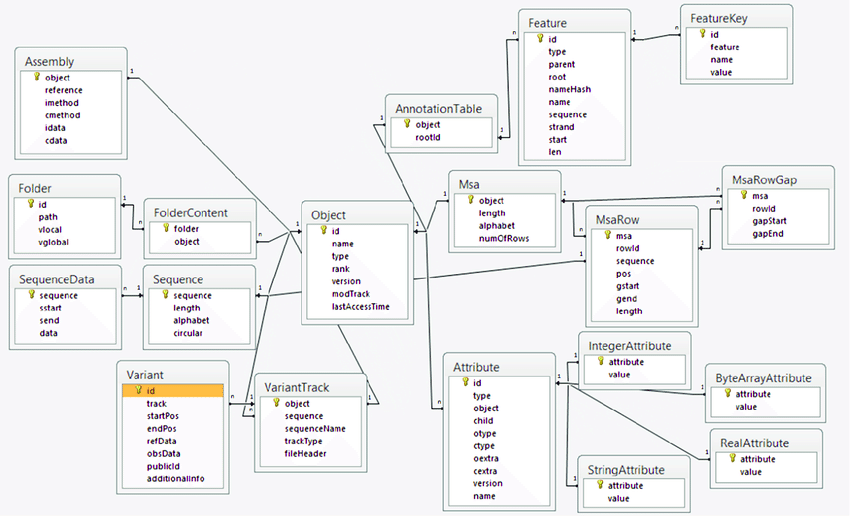 Feature
id
type
parent
root
nameHash
name
sequence
strand
start
len
FeatureKey
id
feature
name
value
Assembly
object
reference
imethod
cmethod
idata
cdata
AnnotationTable
object
rootId
Folder
id
path
vlocal
vglobal
FolderContent
folder
object
Object
id
name
type
rank
version
modTrack
lastAccessTime
Msa
object
length
alphabet
numOfRows
MsaRow
msa
rowId
sequence
pos
gstart
gend
length
MsaRowGap
msa
rowId
gapStart
gapEnd
SequenceData
sequence
sstart
send
data
Sequence
sequence
length
alphabet
circular
Variant
id
track
startPos
endPos
refData
obsData
publicId
additionalInfo
VariantTrack
object
sequence
sequenceName
trackType
fileHeader
Attribute
id
type
object
child
otype
ctype
oextra
cextra
version
name
IntegerAttribute
attribute
value
ByteArrayAttribute
attribute
value
RealAttribute
attribute
value
StringAttribute
attribute
value